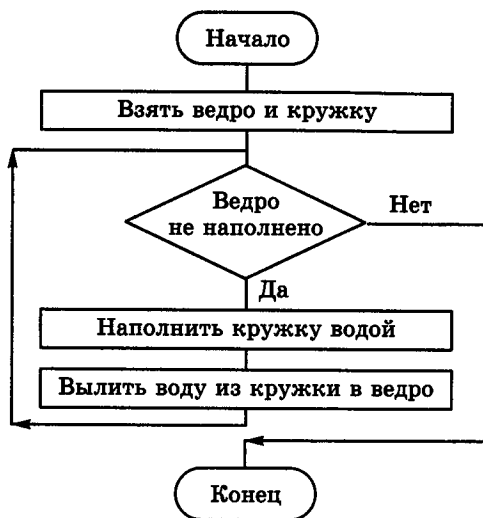 Начало
Взять ведро и кружку
Ведро
не наполнено
Нет
Да
Наполнить кружку водой
Вылить воду из кружки в ведро
Конец